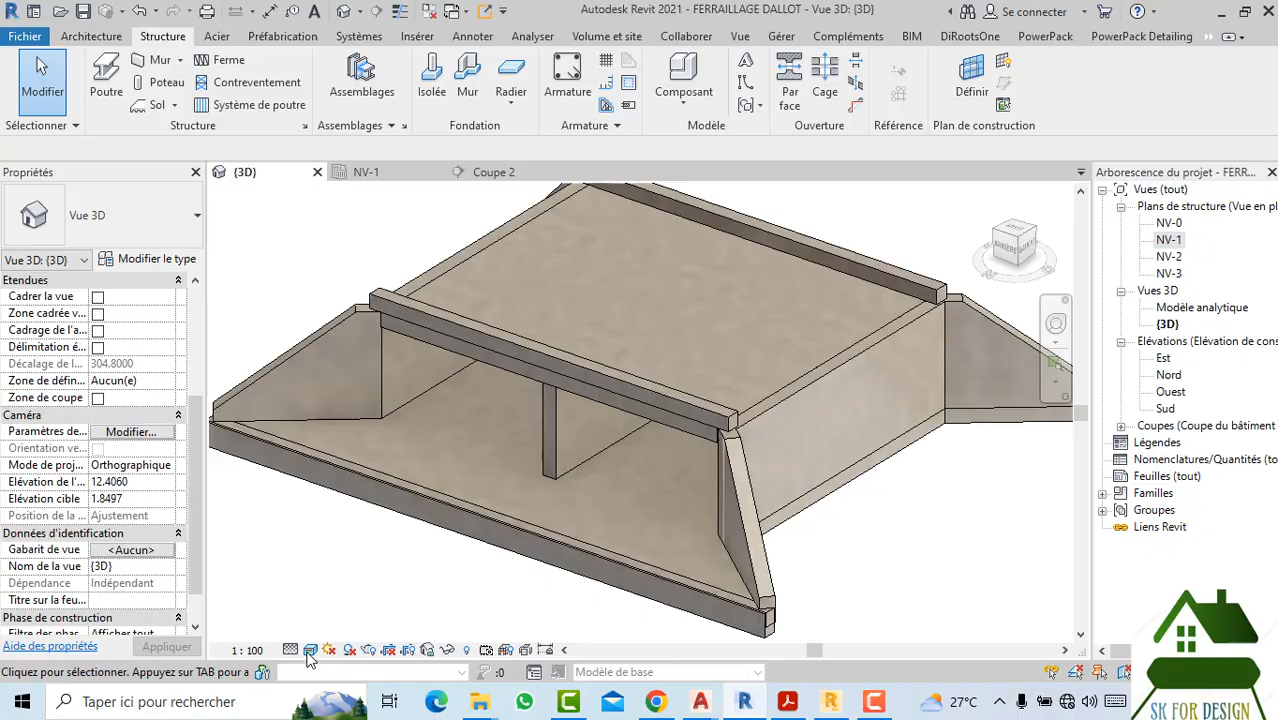 Autodesk Revit 2021 - FERRAILLAGE DALLOT - Vue 3D: {3D}
Se connecter
Fichier Architecture Structure Acier Préfabrication Systèmes Insérer Annoter Analyser Volume et site Collaborer Vue Gérer Compléments BIM DiRootsOne PowerPack PowerPack Detailing
Modifier
Poutre
Mur
Poteau
Sol
Ferme
Contreventement
Système de poutre
Assemblages
Isolée
Mur
Radier
Armature
Composant
Par face
Cage
Définir
Sélectionner Structure Assemblages Fondation Armature Modèle Ouverture Référence Plan de construction
Propriétés
{3D}
NV-1
Coupe 2
Vue 3D
Vue 3D: {3D}
Modifier le type
Etendues
Cadrer la vue
Zone cadrée v...
Cadrage de l'a...
Délimitation é...
Décalage de l... 304.8000
Zone de défin... Aucun(e)
Zone de coupe
Caméra
Paramètres de... Modifier...
Orientation ve...
Mode de proj... Orthographique
Elévation de l'... 12.4060
Elévation cible 1.8497
Position de la ... Ajustement
Données d'identification
Gabarit de vue <Aucun>
Nom de la vue {3D}
Dépendance Indépendant
Titre sur la feu...
Phase de construction
Filtre des phas... Afficher tout
Aide des propriétés
Appliquer
1 : 100
Arborescence du projet - FERR...
Vues (tout)
Plans de structure (Vue en pl
NV-0
NV-1
NV-2
NV-3
Vues 3D
Modèle analytique
{3D}
Elévations (Elévation de cons
Est
Nord
Ouest
Sud
Coupes (Coupe du bâtiment
Légendes
Nomenclatures/Quantités (to
Feuilles (tout)
Familles
Groupes
Liens Revit
Cliquez pour sélectionner. Appuyez sur TAB pour a
:0
Modèle de base
Taper ici pour rechercher
27°C
SK FOR DESIGN